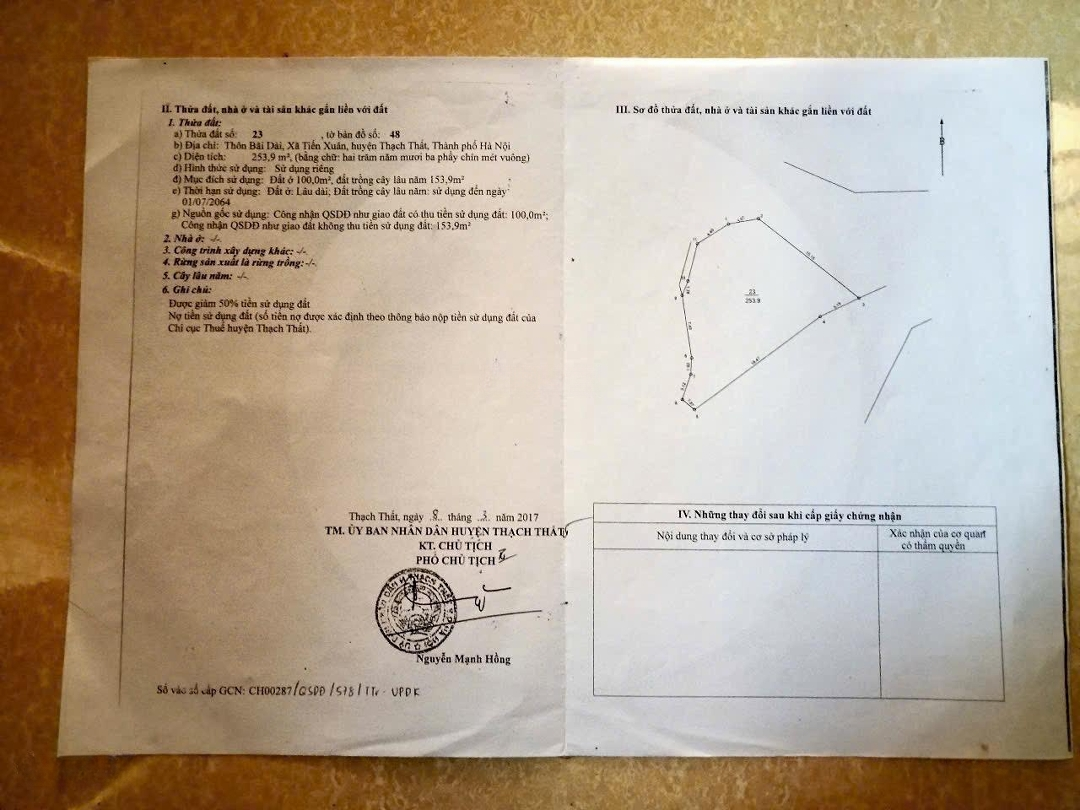 II. Thửa đất, nhà ở và tài sản khác gắn liền với đất
1. Thửa đất:
a) Thửa đất số: 23 , tờ bản đồ số: 48
b) Địa chỉ: Thôn Bãi Dài, Xã Tiến Xuân, huyện Thạch Thất, Thành phố Hà Nội
c) Diện tích: 253,9 m², (bằng chữ: hai trăm năm mươi ba phẩy chín mét vuông)
d) Hình thức sử dụng: Sử dụng riêng
đ) Mục đích sử dụng: Đất ở 100,0m², đất trồng cây lâu năm 153,9m²
e) Thời hạn sử dụng: Đất ở: Lâu dài; Đất trồng cây lâu năm: sử dụng đến ngày
01/07/2064
g) Nguồn gốc sử dụng: Công nhận QSDĐ như giao đất có thu tiền sử dụng đất: 100,0m²;
Công nhận QSDĐ như giao đất không thu tiền sử dụng đất: 153,9m²
2. Nhà ở: -/-
3. Công trình xây dựng khác: -/-
4. Rừng sản xuất là rừng trồng:-/-
5. Cây lâu năm: -/-
6. Ghi chú:
Được giảm 50% tiền sử dụng đất
Nợ tiền sử dụng đất (số tiền nợ được xác định theo thông báo nộp tiền sử dụng đất của
Chi cục Thuế huyện Thạch Thất).
Thạch Thất, ngày 8 tháng 3 năm 2017
TM. ỦY BAN NHÂN DÂN HUYỆN THẠCH THẤT
KT. CHỦ TỊCH
PHÓ CHỦ TỊCH
Nguyễn Mạnh Hồng
Số vào sổ cấp GCN: CH00287/QSDĐ/578/TTr-UPDK
III. Sơ đồ thửa đất, nhà ở và tài sản khác gắn liền với đất
B
23
253.9
IV. Những thay đổi sau khi cấp giấy chứng nhận
Nội dung thay đổi và cơ sở pháp lý
Xác nhận của cơ quan
có thẩm quyền